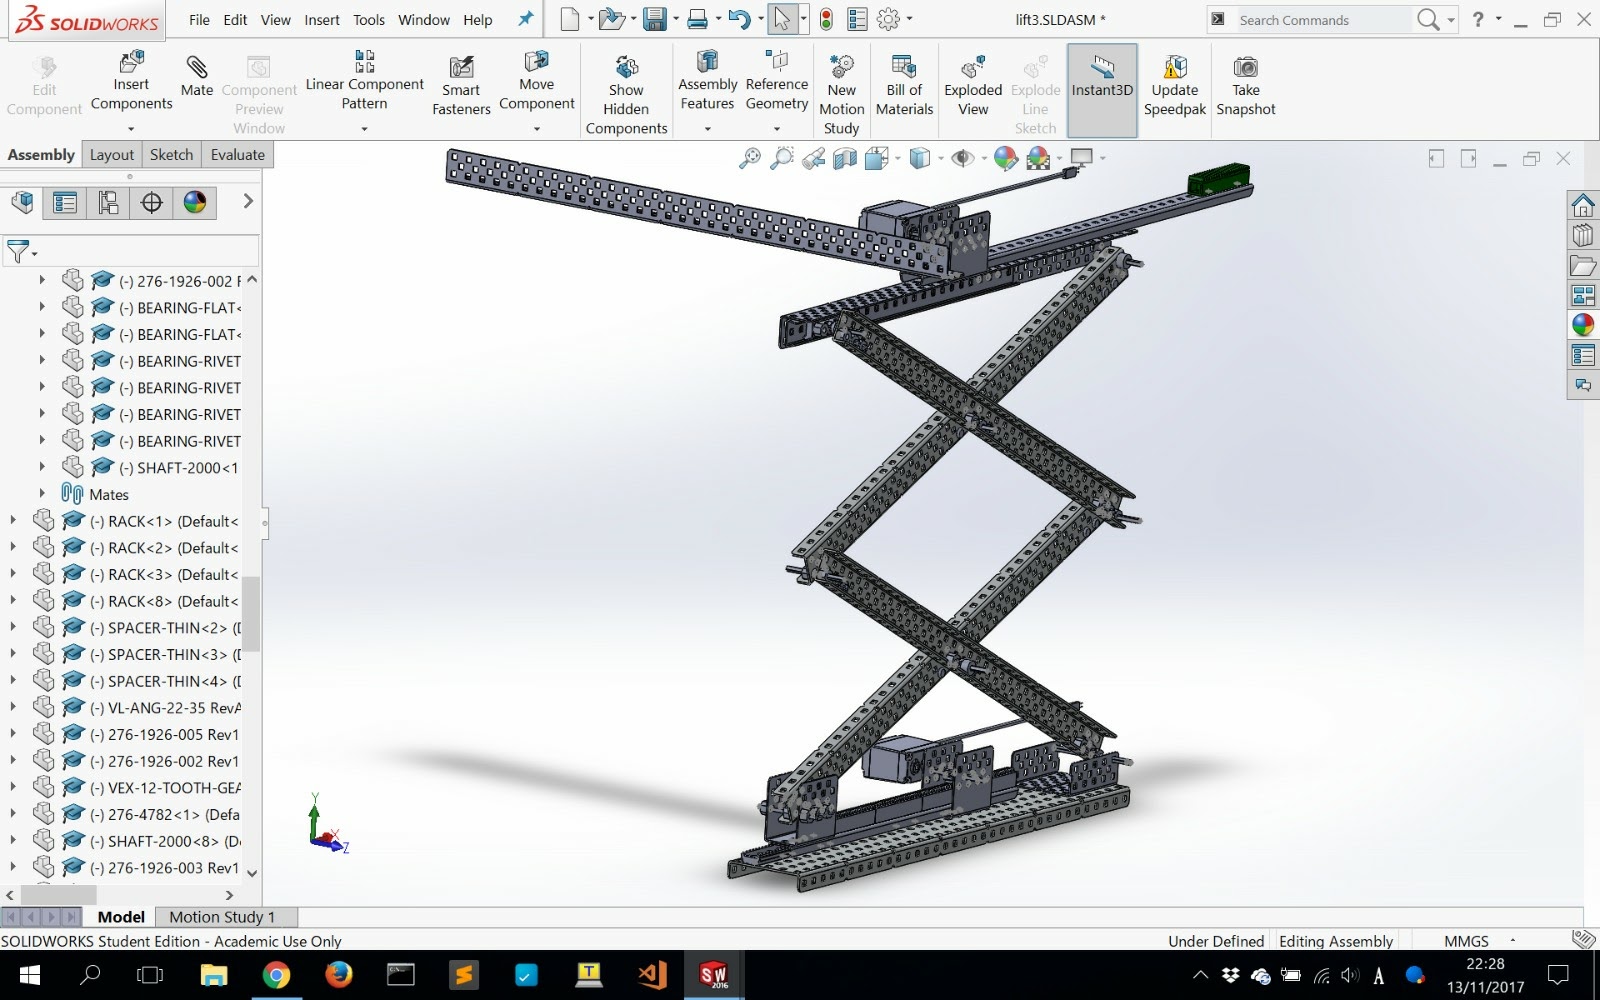 SOLIDWORKS File Edit View Insert Tools Window Help lift3.SLDASM * Search Commands ?
Edit Component
Insert Components
Mate
Component Preview Window
Linear Component Pattern
Smart Fasteners
Move Component
Show Hidden Components
Assembly Features
Reference Geometry
New Motion Study
Bill of Materials
Exploded View
Explode Line Sketch
Instant3D
Update Speedpak
Take Snapshot
Assembly Layout Sketch Evaluate
(-) 276-1926-002 F
(-) BEARING-FLAT<
(-) BEARING-FLAT<
(-) BEARING-RIVET
(-) BEARING-RIVET
(-) BEARING-RIVET
(-) BEARING-RIVET
(-) SHAFT-2000<1
Mates
(-) RACK<1> (Default<
(-) RACK<2> (Default<
(-) RACK<3> (Default<
(-) RACK<8> (Default<
(-) SPACER-THIN<2> (D
(-) SPACER-THIN<3> (D
(-) SPACER-THIN<4> (D
(-) VL-ANG-22-35 RevA
(-) 276-1926-005 Rev1
(-) 276-1926-002 Rev1
(-) VEX-12-TOOTH-GEA
(-) 276-4782<1> (Defa
(-) SHAFT-2000<8> (D
(-) 276-1926-003 Rev1
Y
X
Z
Model Motion Study 1
SOLIDWORKS Student Edition - Academic Use Only Under Defined Editing Assembly MMGS
SW 2016
A
22:28
13/11/2017